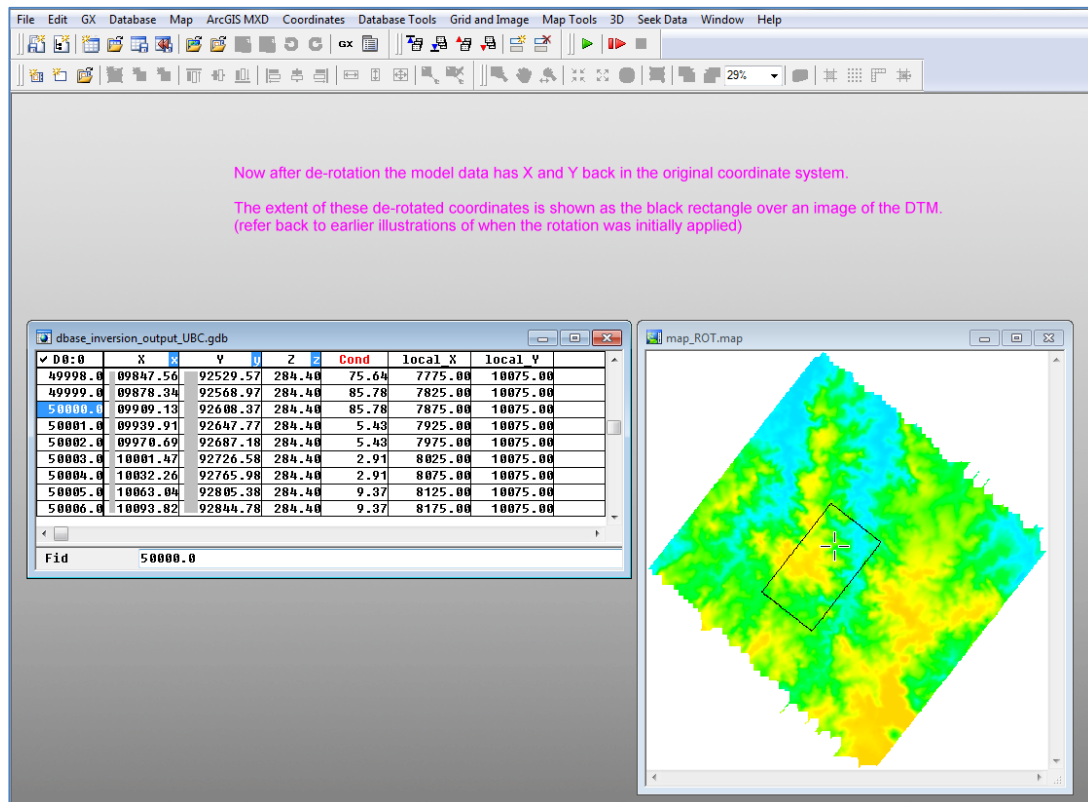 File Edit GX Database Map ArcGIS MXD Coordinates Database Tools Grid and Image Map Tools 3D Seek Data Window Help
GX
29%
Now after de-rotation the model data has X and Y back in the original coordinate system.
The extent of these de-rotated coordinates is shown as the black rectangle over an image of the DTM.
(refer back to earlier illustrations of when the rotation was initially applied)
dbase_inversion_output_UBC.gdb
✓ D0:0 X x Y y Z z Cond local_X local_Y
49998.0 09847.56 92529.57 284.40 75.64 7775.00 10075.00
49999.0 09878.34 92568.97 284.40 85.78 7825.00 10075.00
50000.0 09909.13 92608.37 284.40 85.78 7875.00 10075.00
50001.0 09939.91 92647.77 284.40 5.43 7925.00 10075.00
50002.0 09970.69 92687.18 284.40 5.43 7975.00 10075.00
50003.0 10001.47 92726.58 284.40 2.91 8025.00 10075.00
50004.0 10032.26 92765.98 284.40 2.91 8075.00 10075.00
50005.0 10063.04 92805.38 284.40 9.37 8125.00 10075.00
50006.0 10093.82 92844.78 284.40 9.37 8175.00 10075.00
Fid 50000.0
map_ROT.map